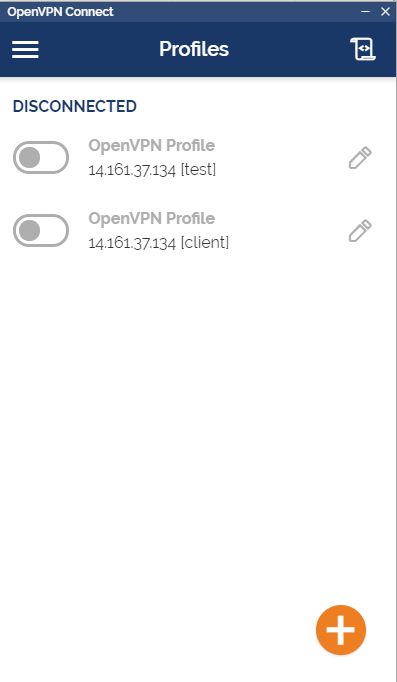 OpenVPN Connect
Profiles
DISCONNECTED
OpenVPN Profile
14.161.37.134 [test]
OpenVPN Profile
14.161.37.134 [client]